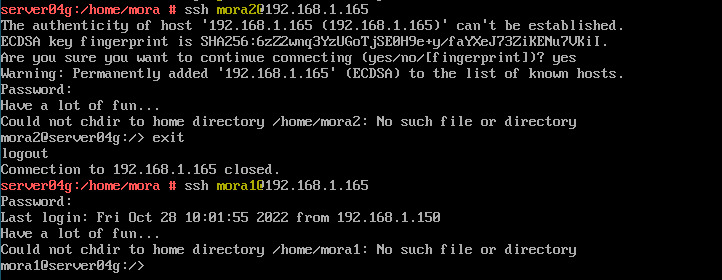 server04g:/home/mora # ssh mora2@192.168.1.165
The authenticity of host '192.168.1.165 (192.168.1.165)' can't be established.
ECDSA key fingerprint is SHA256:6zZZwnq3YzUGoTjSE0H9e+y/faYXeJ73ZiKENu7VKiI.
Are you sure you want to continue connecting (yes/no/[fingerprint])? yes
Warning: Permanently added '192.168.1.165' (ECDSA) to the list of known hosts.
Password:
Have a lot of fun...
Could not chdir to home directory /home/mora2: No such file or directory
mora2@server04g:/> exit
logout
Connection to 192.168.1.165 closed.
server04g:/home/mora # ssh mora1@192.168.1.165
Password:
Last login: Fri Oct 28 10:01:55 2022 from 192.168.1.150
Have a lot of fun...
Could not chdir to home directory /home/mora1: No such file or directory
mora1@server04g:/>